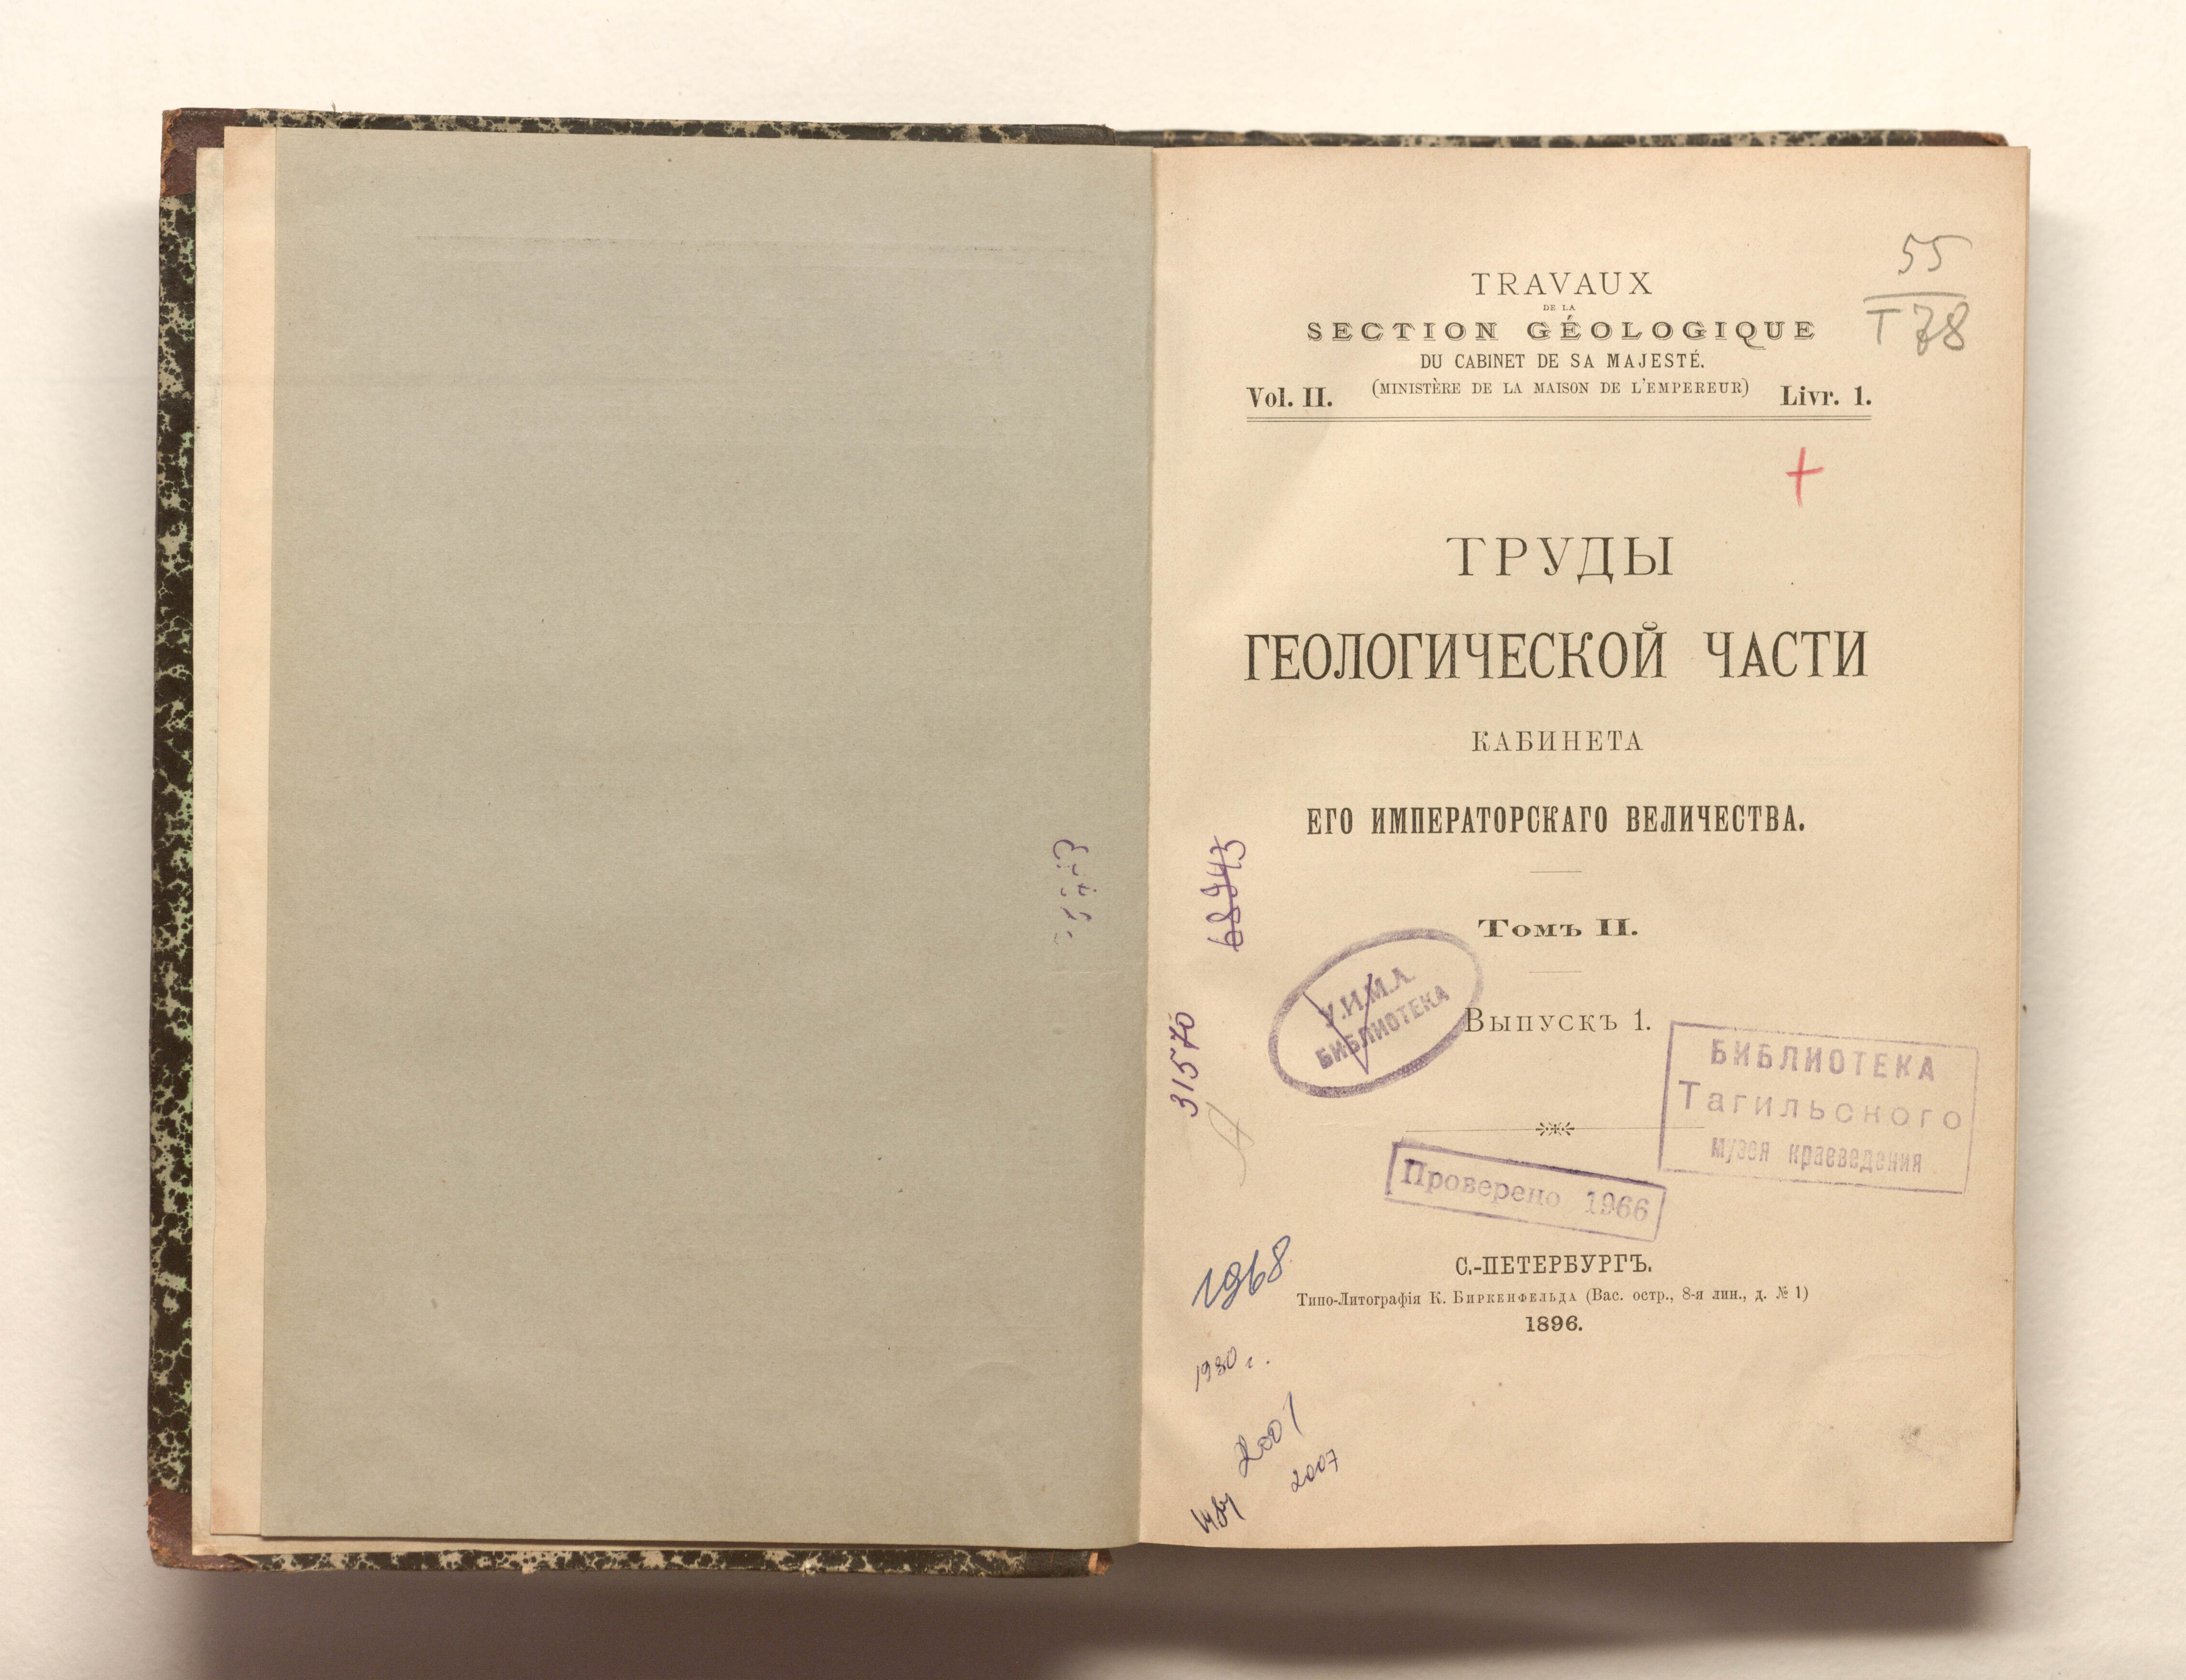 TRAVAUX
DE LA
SECTION GÉOLOGIQUE
DU CABINET DE SA MAJESTÉ.
Vol. II. (MINISTÈRE DE LA MAISON DE L'EMPEREUR) Livr. 1.
55
Т 78
ТРУДЫ
ГЕОЛОГИЧЕСКОЙ ЧАСТИ
КАБИНЕТА
ЕГО ИМПЕРАТОРСКАГО ВЕЛИЧЕСТВА.
Томъ II.
Выпускъ 1.
У.И.М.А.
БИБЛИОТЕКА
31570
БИБЛИОТЕКА
Тагильского
музея краеведения
Проверено 1966
С.-ПЕТЕРБУРГЪ.
Типо-Литографія К. Биркенфельда (Вас. остр., 8-я лин., д. № 1)
1896.
1968
1980 г.
2001
2007